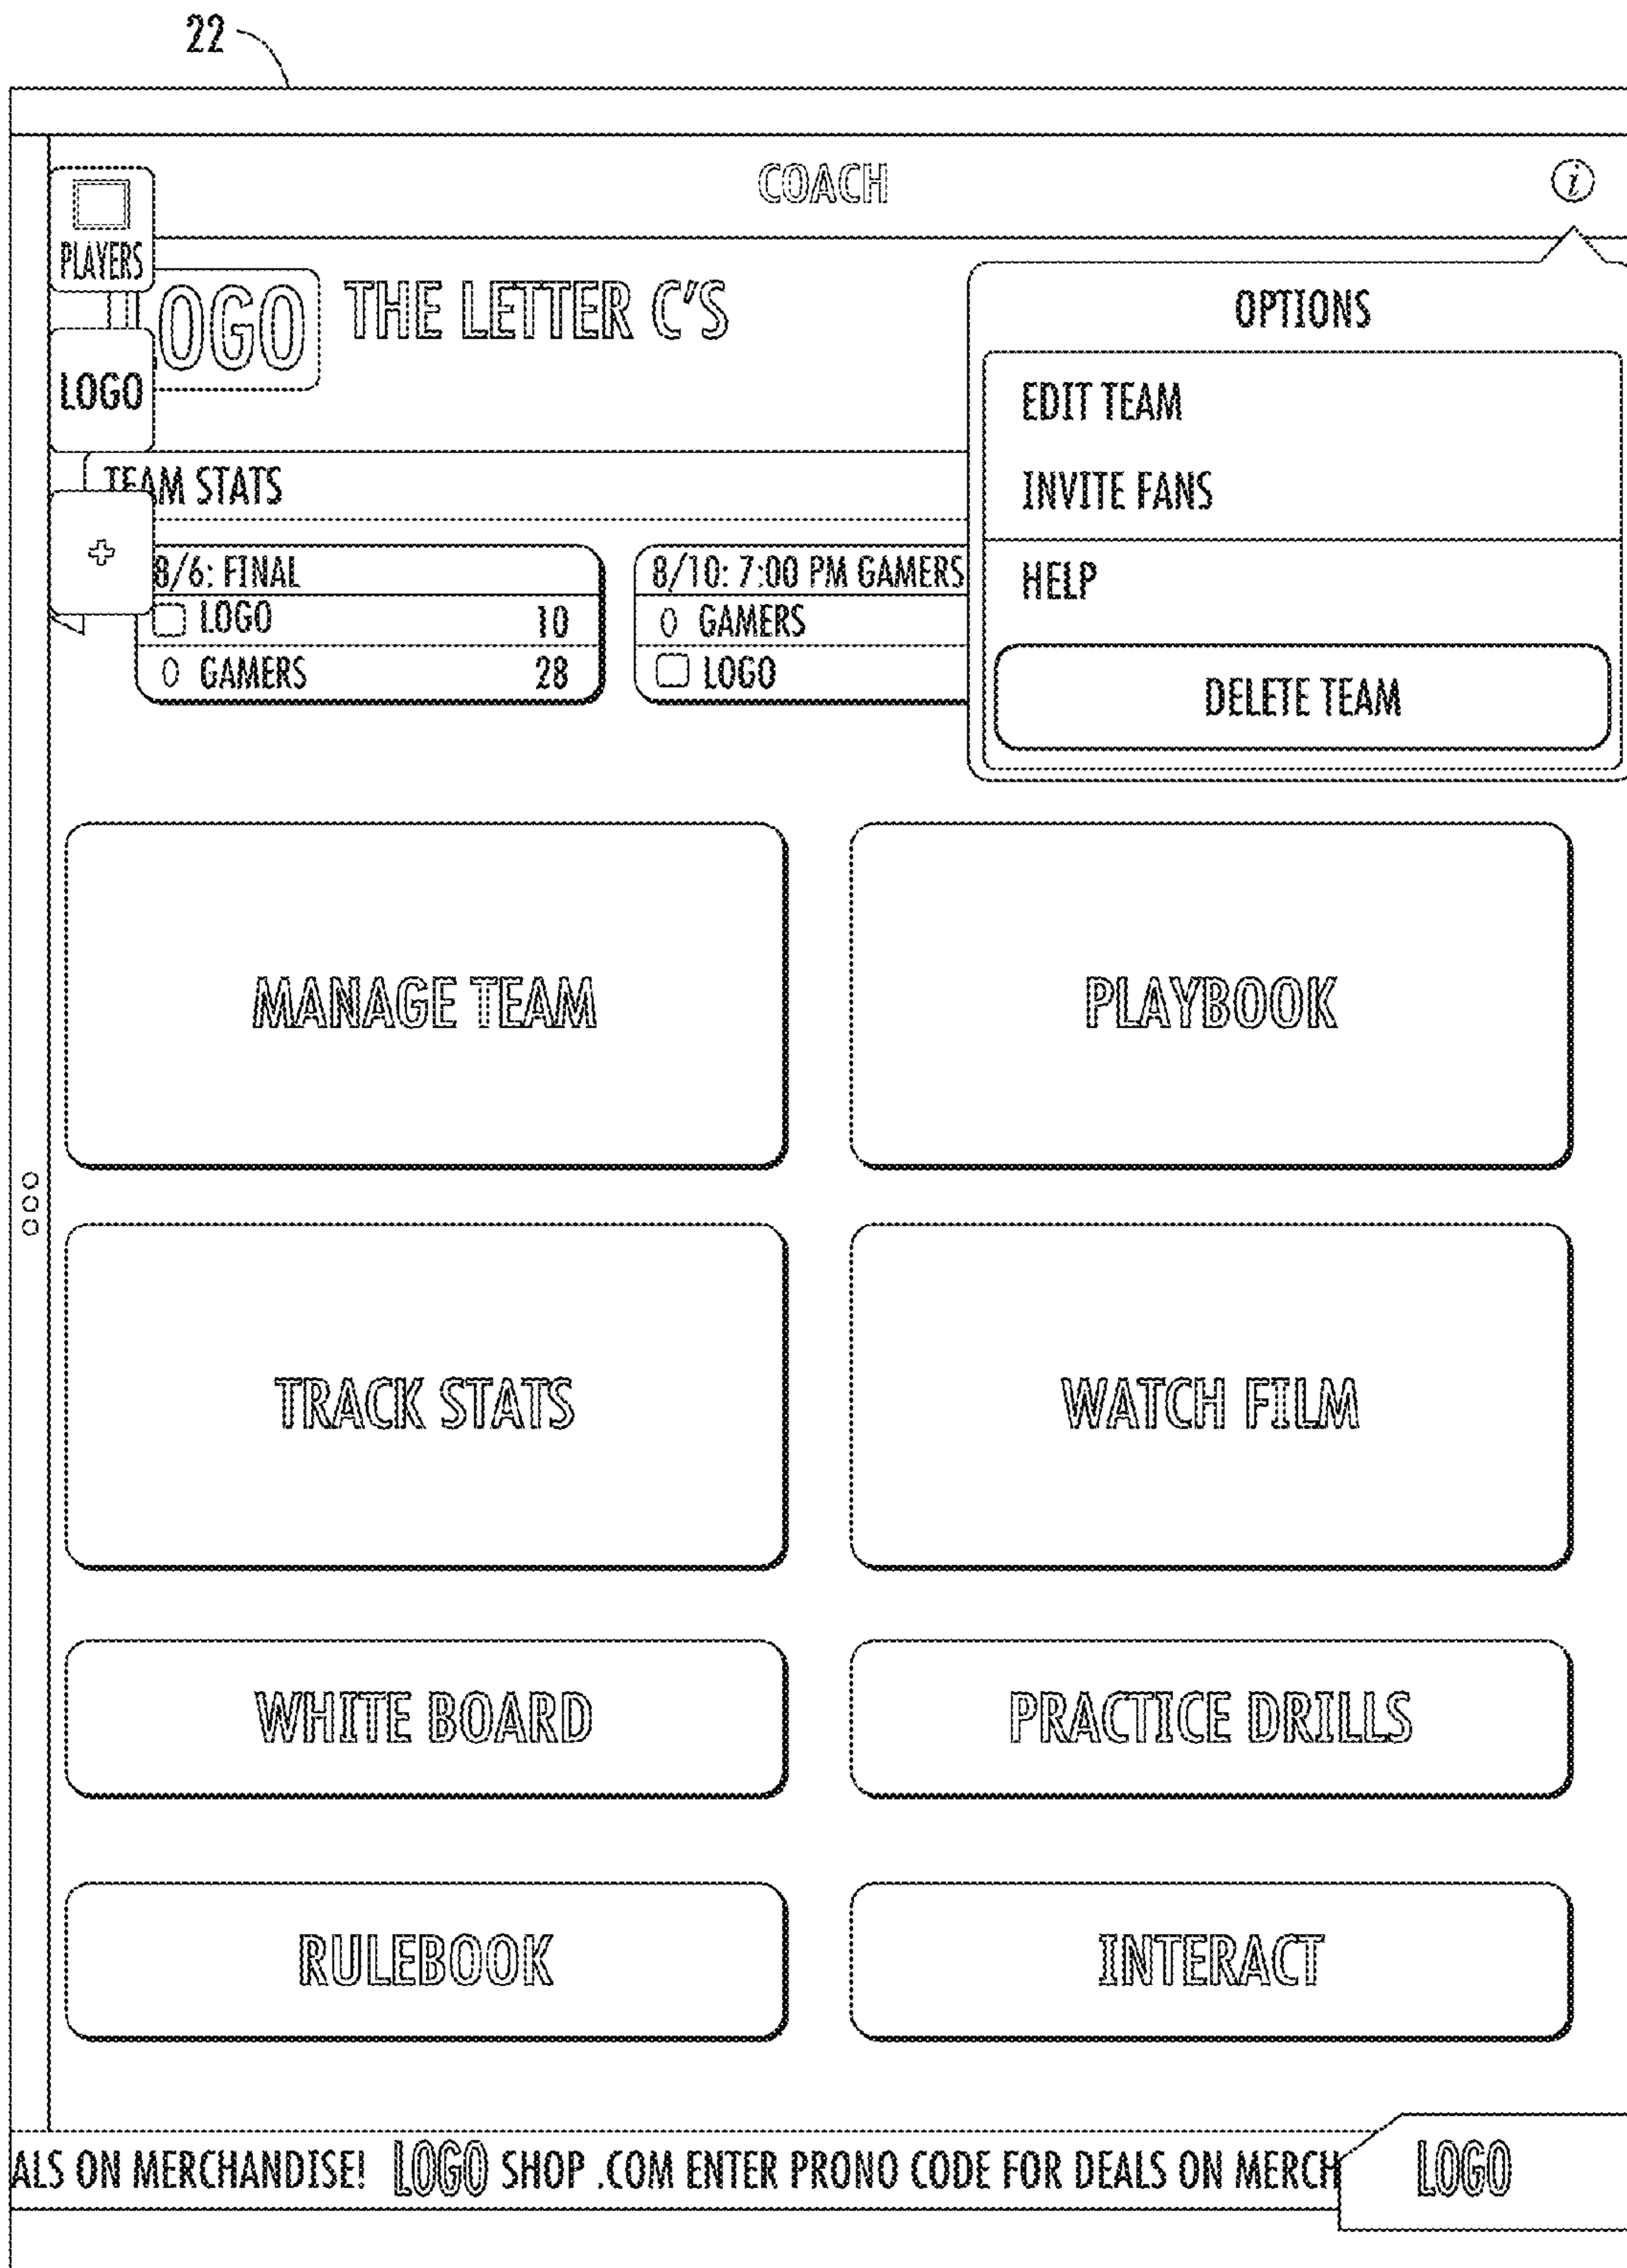 22
COACH
i
PLAYERS
OGO
THE LETTER C'S
LOGO
TEAM STATS
+
8/6: FINAL
LOGO 10
GAMERS 28
8/10: 7:00 PM GAMERS
GAMERS
LOGO
OPTIONS
EDIT TEAM
INVITE FANS
HELP
DELETE TEAM
MANAGE TEAM
PLAYBOOK
TRACK STATS
WATCH FILM
WHITE BOARD
PRACTICE DRILLS
RULEBOOK
INTERACT
ALS ON MERCHANDISE! LOGO SHOP .COM ENTER PRONO CODE FOR DEALS ON MERCH
LOGO